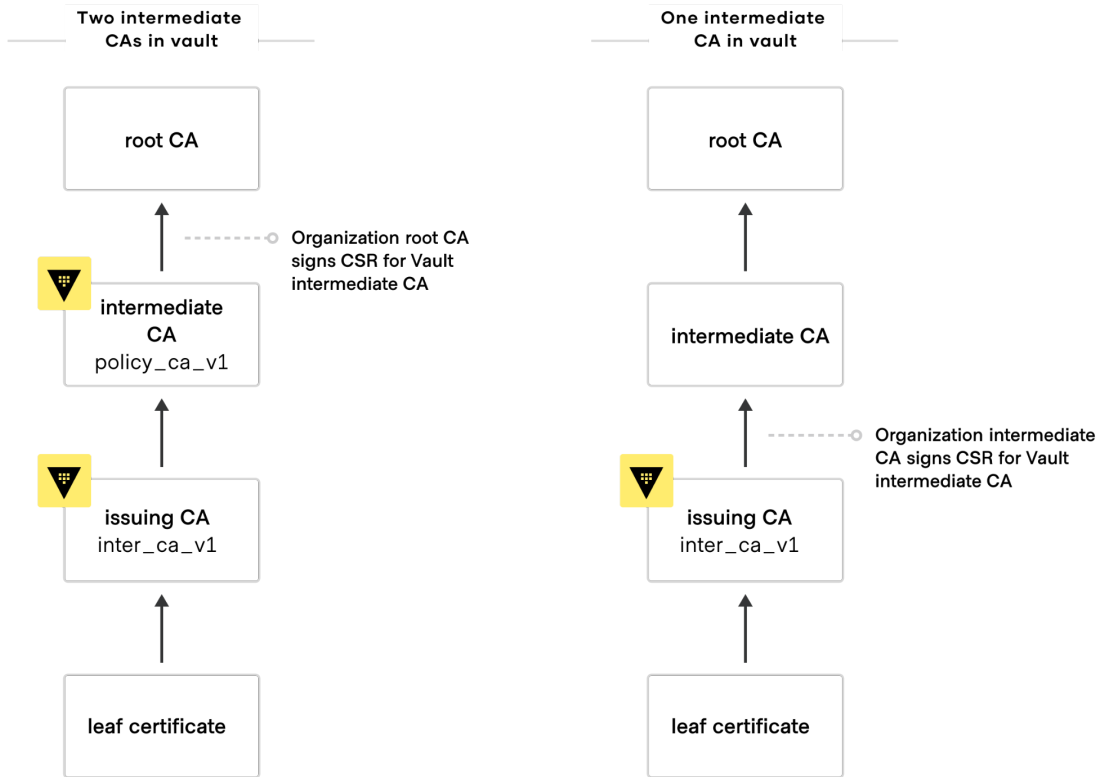 Two intermediate
CAs in vault
root CA
Organization root CA
signs CSR for Vault
intermediate CA
intermediate
CA
policy_ca_v1
issuing CA
inter_ca_v1
leaf certificate
One intermediate
CA in vault
root CA
intermediate CA
Organization intermediate
CA signs CSR for Vault
intermediate CA
issuing CA
inter_ca_v1
leaf certificate